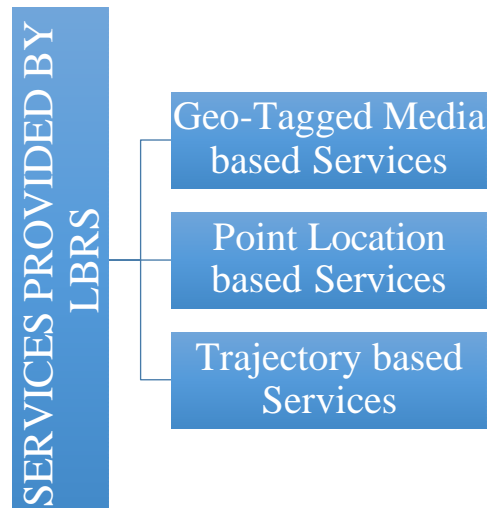 SERVICES PROVIDED BY
LBRS
Geo-Tagged Media
based Services
Point Location
based Services
Trajectory based
Services